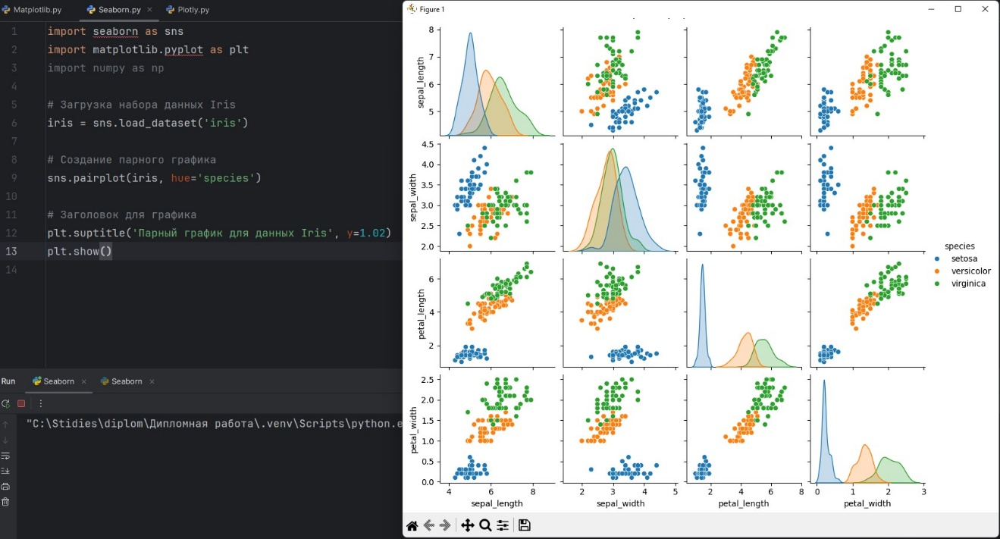 Matplotlib.py Seaborn.py × Plotly.py
1 import seaborn as sns
2 import matplotlib.pyplot as plt
3 import numpy as np
4
5 # Загрузка набора данных Iris
6 iris = sns.load_dataset('iris')
7
8 # Создание парного графика
9 sns.pairplot(iris, hue='species')
10
11 # Заголовок для графика
12 plt.suptitle('Парный график для данных Iris', y=1.02)
13 plt.show()
14
Run Seaborn × Seaborn ×
"C:\Stidies\diplom\Дипломная работа\.venv\Scripts\python.e
Figure 1
8
7
6
5
sepal_length
4.5
4.0
3.5
3.0
2.5
2.0
sepal_width
6
4
2
petal_length
2.5
2.0
1.5
1.0
0.5
0.0
petal_width
4 6 8 2 3 4 5 2 4 6 8 0 1 2 3
sepal_length sepal_width petal_length petal_width
species
setosa
versicolor
virginica